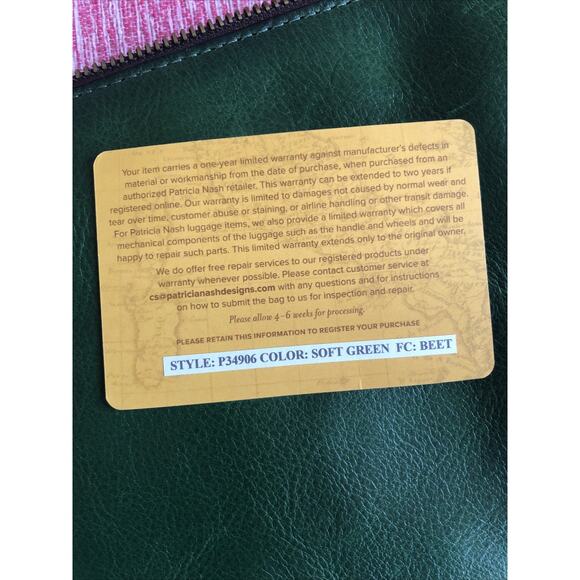 Your item carries a one-year limited warranty against manufacturer's defects in
material or workmanship from the date of purchase, when purchased from an
authorized Patricia Nash retailer. This warranty can be extended to two years if
registered online. Our warranty is limited to damages not caused by normal wear and
tear over time, customer abuse or staining, or airline handling or other transit damage.
For Patricia Nash luggage items, we also provide a limited warranty which covers all
mechanical components of the luggage such as the handle and wheels and will be
happy to repair such parts. This limited warranty extends only to the original owner.
We do offer free repair services to our registered products under
warranty whenever possible. Please contact customer service at
cs@patricianashdesigns.com with any questions and for instructions
on how to submit the bag to us for inspection and repair.
Please allow 4-6 weeks for processing.
PLEASE RETAIN THIS INFORMATION TO REGISTER YOUR PURCHASE
STYLE: P34906 COLOR: SOFT GREEN FC: BEET